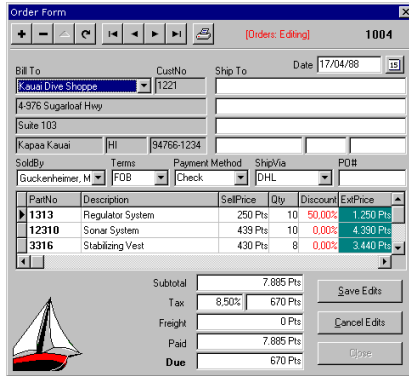 Order Form
[Orders: Editing] 1004
Date 17/04/88 15
Bill To CustNo Ship To
Kauai Dive Shoppe 1221
4-976 Sugarloaf Hwy
Suite 103
Kapaa Kauai HI 94766-1234
SoldBy Terms Payment Method ShipVia PO#
Guckenheimer, M FOB Check DHL
PartNo Description SellPrice Qty Discount ExtPrice
1313 Regulator System 250 Pts 10 50,00% 1.250 Pts
12310 Sonar System 439 Pts 10 0,00% 4.390 Pts
3316 Stabilizing Vest 430 Pts 8 0,00% 3.440 Pts
Subtotal 7.885 Pts
Tax 8,50% 670 Pts
Freight 0 Pts
Paid 7.885 Pts
Due 670 Pts
Save Edits
Cancel Edits
Close